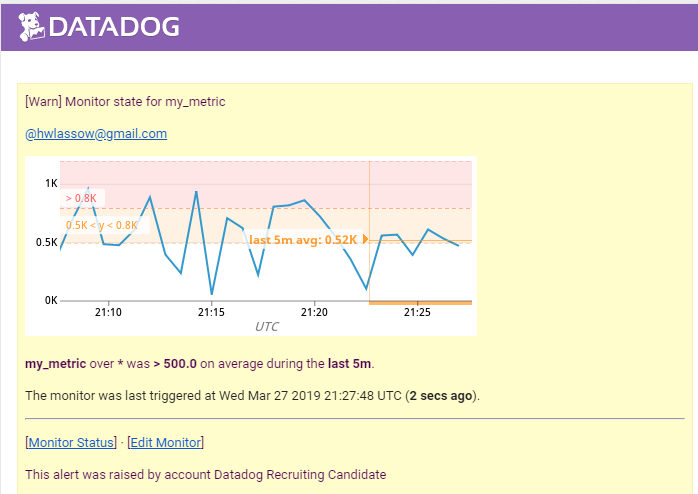 DATADOG
[Warn] Monitor state for my_metric
@hwlassow@gmail.com
1K
> 0.8K
0.5K < y < 0.8K
0.5K
last 5m avg: 0.52K
0K
21:10 21:15 21:20 21:25
UTC
my_metric over * was > 500.0 on average during the last 5m.
The monitor was last triggered at Wed Mar 27 2019 21:27:48 UTC (2 secs ago).
[Monitor Status] · [Edit Monitor]
This alert was raised by account Datadog Recruiting Candidate